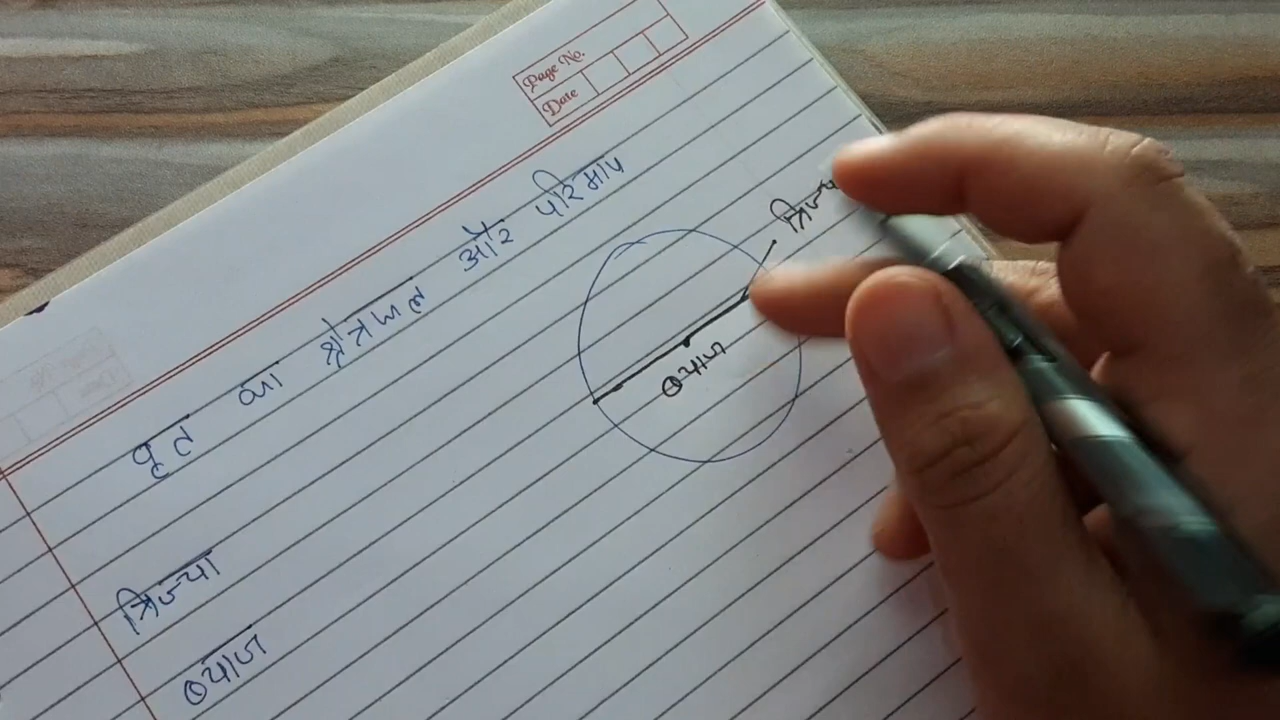 Page No.
Date
वृत का क्षेत्रफल और परिमाप
त्रिज्या
व्याज
त्रिज्या
व्याज